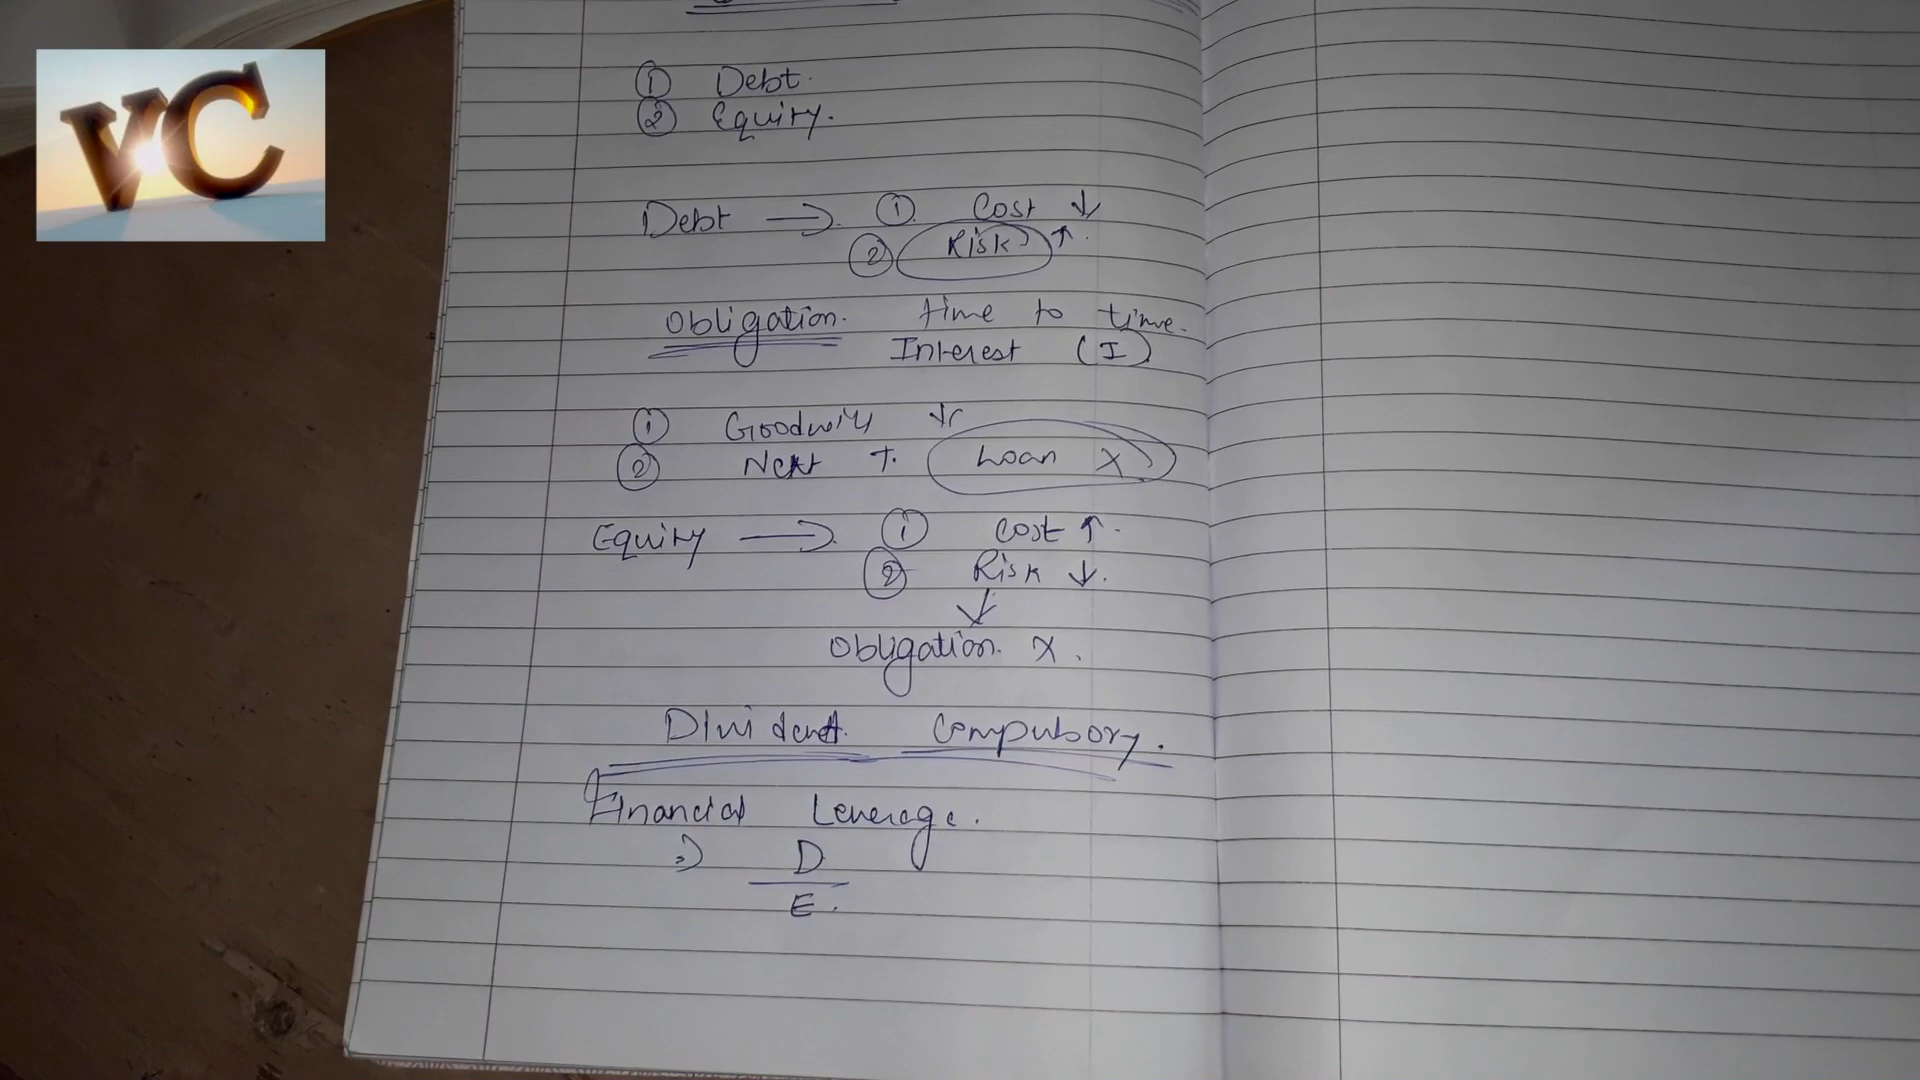 VC
① Debt.
② Equity.
Debt → ① Cost ↓
② Risk ↑.
Obligation. time to time.
Interest (I)
① Goodwill ↓
② Next T. Loan X
Equity → ① Cost ↑.
② Risk ↓.
↓
Obligation. X.
Dividend. Compulsory.
Financial Leverage.
⇒ D
E.